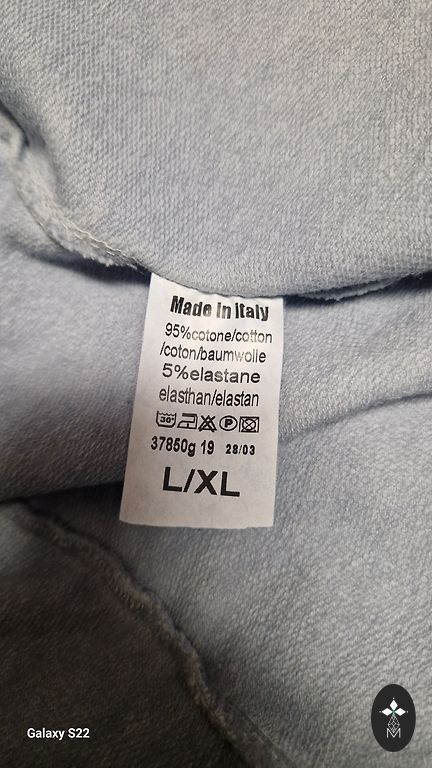 Made in Italy
95%cotone/cotton
/coton/baumwolle
5%elastane
elasthan/elastan
30° P
37850g 19 28/03
L/XL
Galaxy S22
M